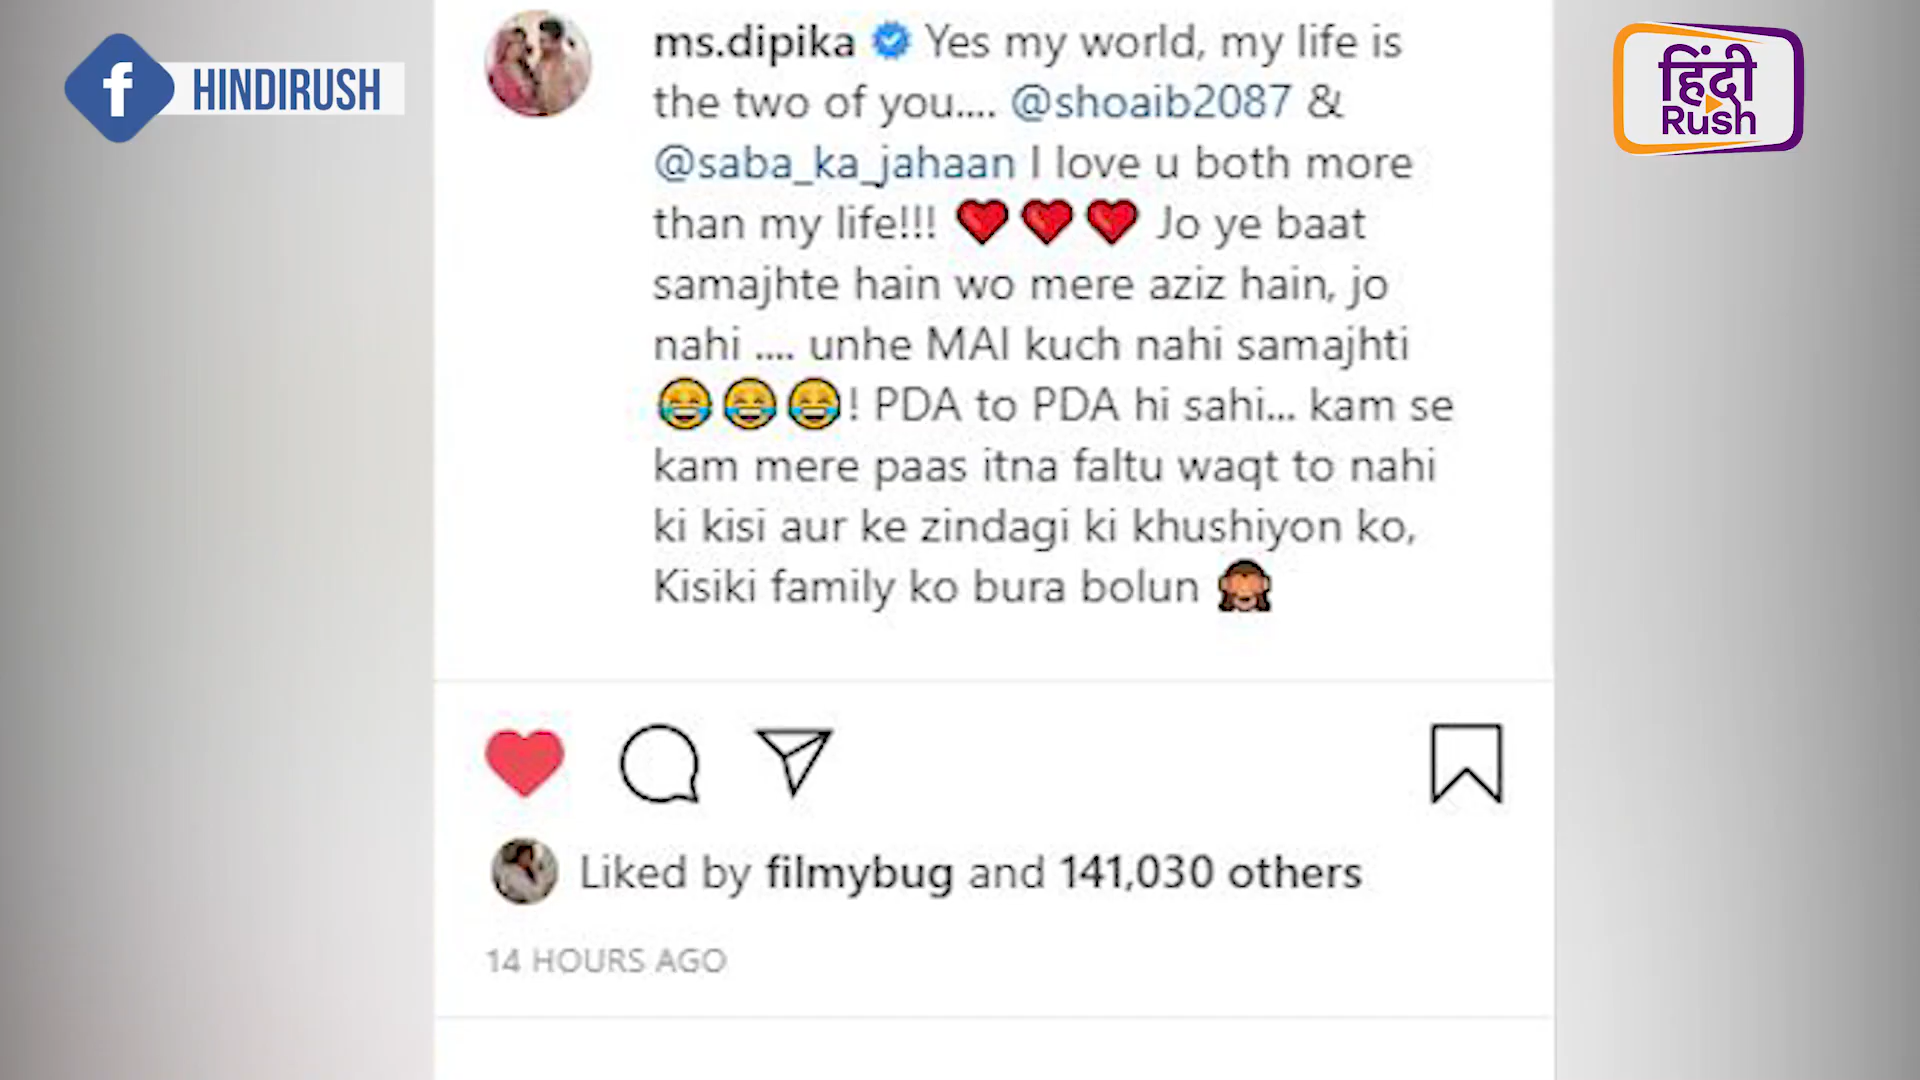 f HINDIRUSH
हिंदी
Rush
ms.dipika Yes my world, my life is
the two of you.... @shoaib2087 &
@saba_ka_jahaan I love u both more
than my life!!! ❤️❤️❤️ Jo ye baat
samajhte hain wo mere aziz hain, jo
nahi .... unhe MAI kuch nahi samajhti
😂😂😂! PDA to PDA hi sahi... kam se
kam mere paas itna faltu waqt to nahi
ki kisi aur ke zindagi ki khushiyon ko,
Kisiki family ko bura bolun 🙈
Liked by filmybug and 141,030 others
14 HOURS AGO